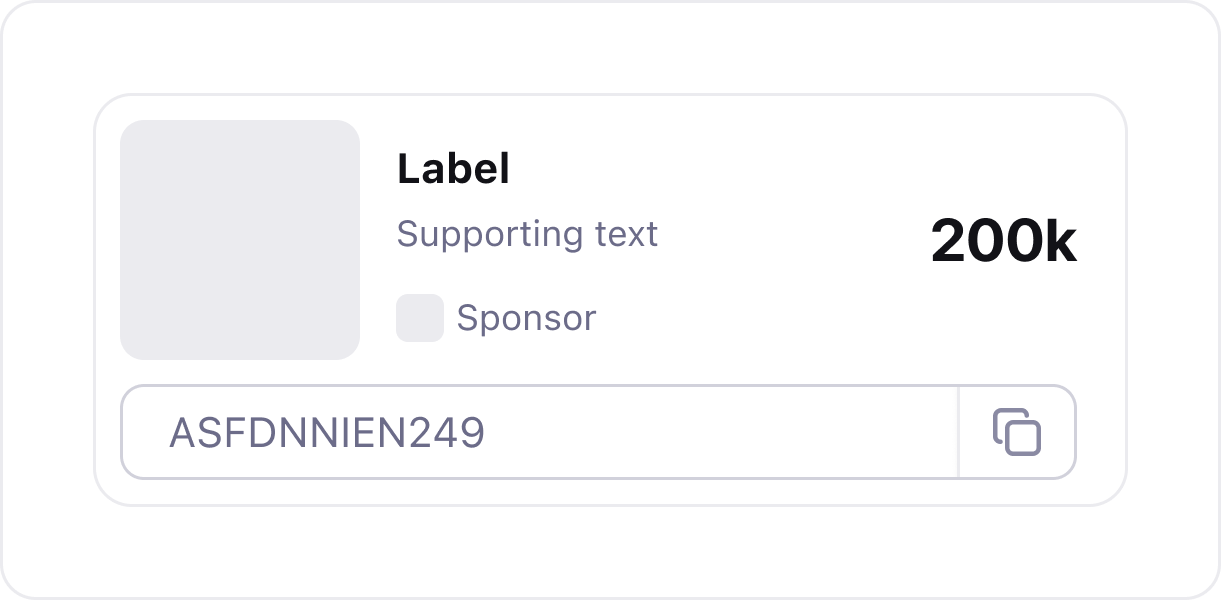 Label
Supporting text
200k
Sponsor
ASFDNNIEN249